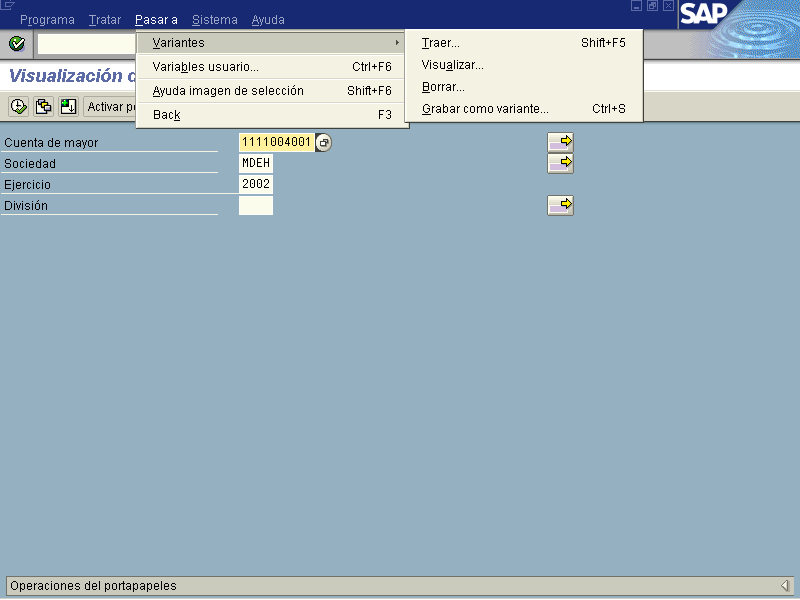 Programa Tratar Pasar a Sistema Ayuda
SAP
Variantes
Variables usuario... Ctrl+F6
Ayuda imagen de selección Shift+F6
Back F3
Traer... Shift+F5
Visualizar...
Borrar...
Grabar como variante... Ctrl+S
Visualización
Activar
Cuenta de mayor 1111004001
Sociedad MDEH
Ejercicio 2002
División
Operaciones del portapapeles